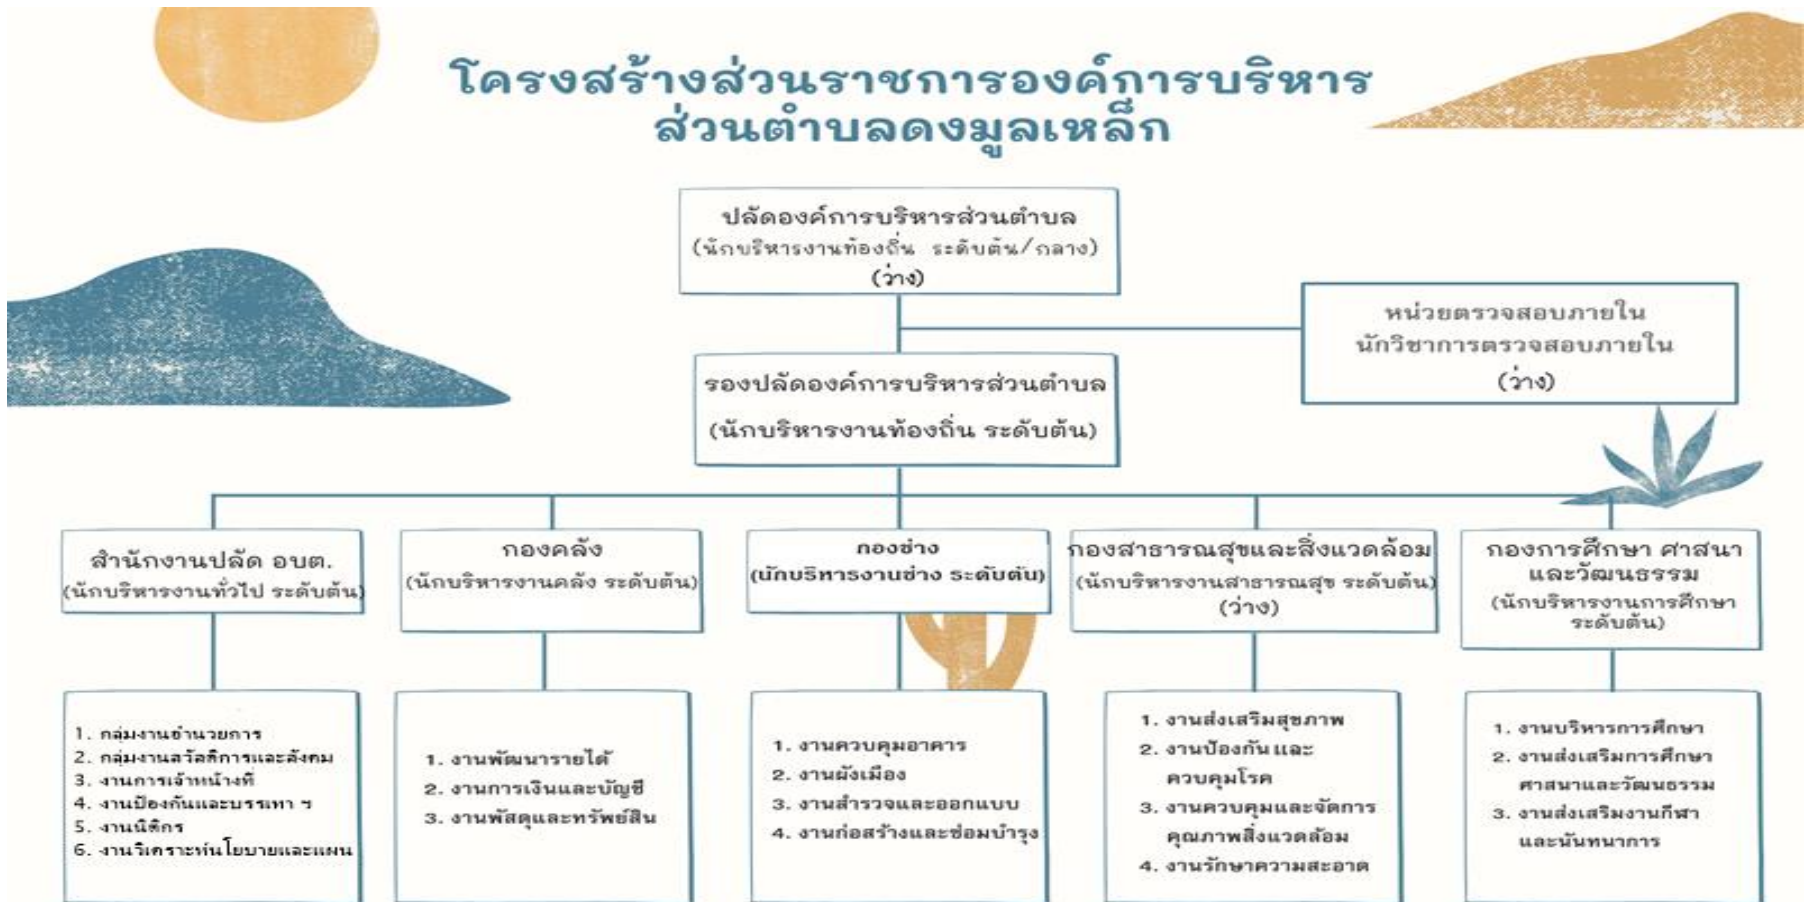 โครงสร้างส่วนราชการองค์การบริหาร
ส่วนตำบลดงมูลเหล็ก
ปลัดองค์การบริหารส่วนตำบล
(นักบริหารงานท้องถิ่น ระดับต้น/กลาง)
(ว่าง)
หน่วยตรวจสอบภายใน
นักวิชาการตรวจสอบภายใน
(ว่าง)
รองปลัดองค์การบริหารส่วนตำบล
(นักบริหารงานท้องถิ่น ระดับต้น)
สำนักงานปลัด อบต.
(นักบริหารงานทั่วไป ระดับต้น)
กองคลัง
(นักบริหารงานคลัง ระดับต้น)
กองช่าง
(นักบริหารงานช่าง ระดับต้น)
กองสาธารณสุขและสิ่งแวดล้อม
(นักบริหารงานสาธารณสุข ระดับต้น)
(ว่าง)
กองการศึกษา ศาสนา
และวัฒนธรรม
(นักบริหารงานการศึกษา
ระดับต้น)
1. กลุ่มงานอำนวยการ
2. กลุ่มงานสวัสดิการและสังคม
3. งานการเจ้าหน้างที่
4. งานป้องกันและบรรเทา ฯ
5. งานนิติกร
6. งานวิเคราะห์นโยบายและแผน
1. งานพัฒนารายได้
2. งานการเงินและบัญชี
3. งานพัสดุและทรัพย์สิน
1. งานควบคุมอาคาร
2. งานผังเมือง
3. งานสำรวจและออกแบบ
4. งานก่อสร้างและซ่อมบำรุง
1. งานส่งเสริมสุขภาพ
2. งานป้องกันและ
ควบคุมโรค
3. งานควบคุมและจัดการ
คุณภาพสิ่งแวดล้อม
4. งานรักษาความสะอาด
1. งานบริหารการศึกษา
2. งานส่งเสริมการศึกษา
ศาสนาและวัฒนธรรม
3. งานส่งเสริมงานกีฬา
และนันทนาการ